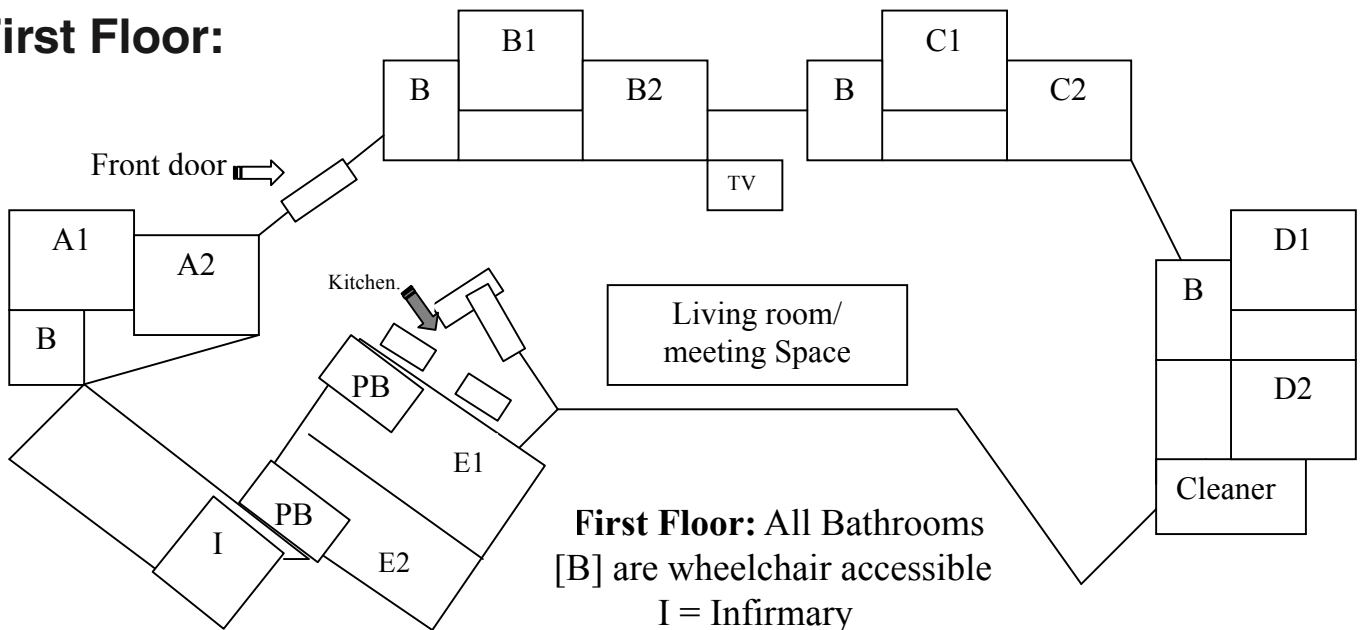 irst Floor:
B1
C1
B
B2
B
C2
Front door
TV
A1
A2
D1
Kitchen.
B
Living room/
meeting Space
B
PB
D2
E1
Cleaner
PB
First Floor: All Bathrooms
I
E2
[B] are wheelchair accessible
I = Infirmary